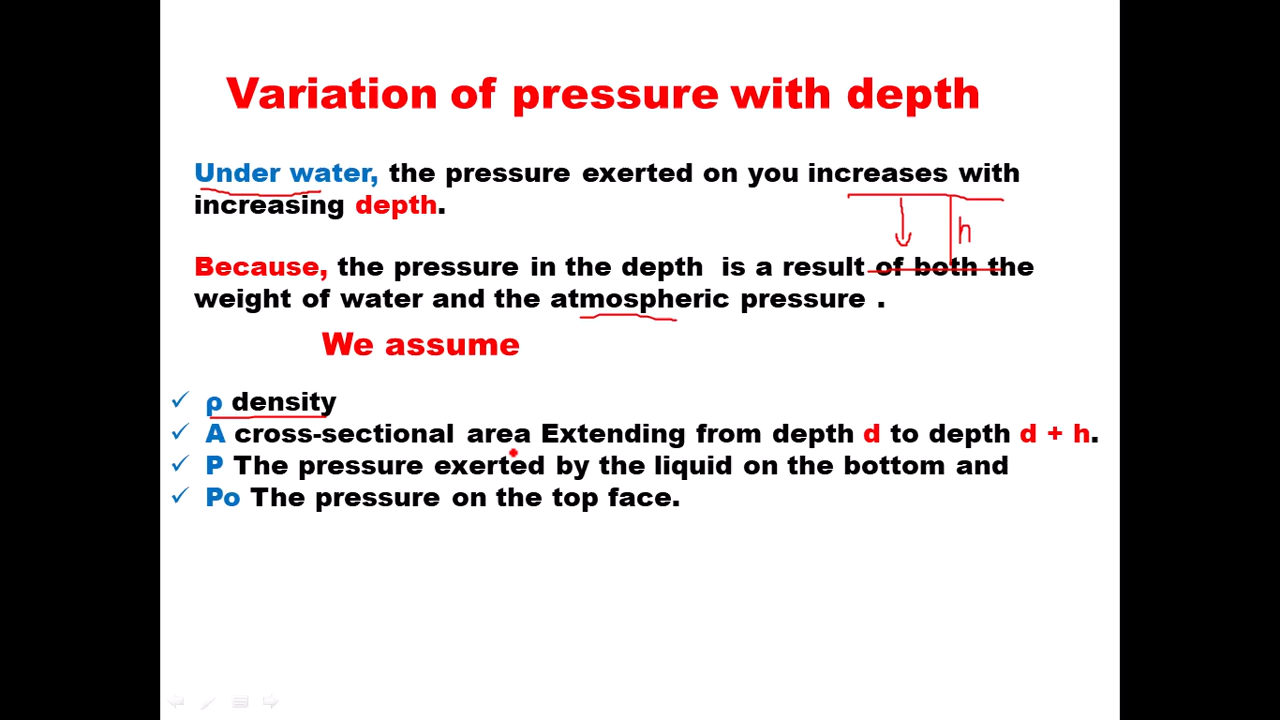 Variation of pressure with depth
Under water, the pressure exerted on you increases with
increasing depth.
h
Because, the pressure in the depth is a result of both the
weight of water and the atmospheric pressure .
We assume
✓ ρ density
✓ A cross-sectional area Extending from depth d to depth d + h.
✓ P The pressure exerted by the liquid on the bottom and
✓ Po The pressure on the top face.